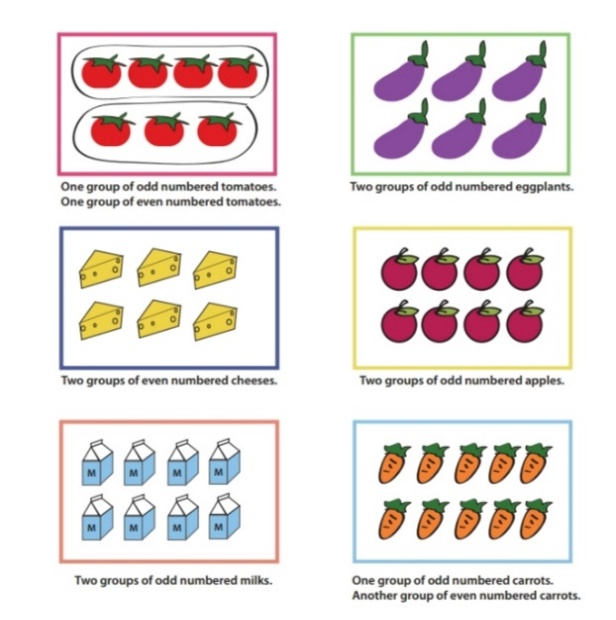 One group of odd numbered tomatoes.
One group of even numbered tomatoes.
Two groups of odd numbered eggplants.
Two groups of even numbered cheeses.
Two groups of odd numbered apples.
M M M M
M M M M
Two groups of odd numbered milks.
One group of odd numbered carrots.
Another group of even numbered carrots.